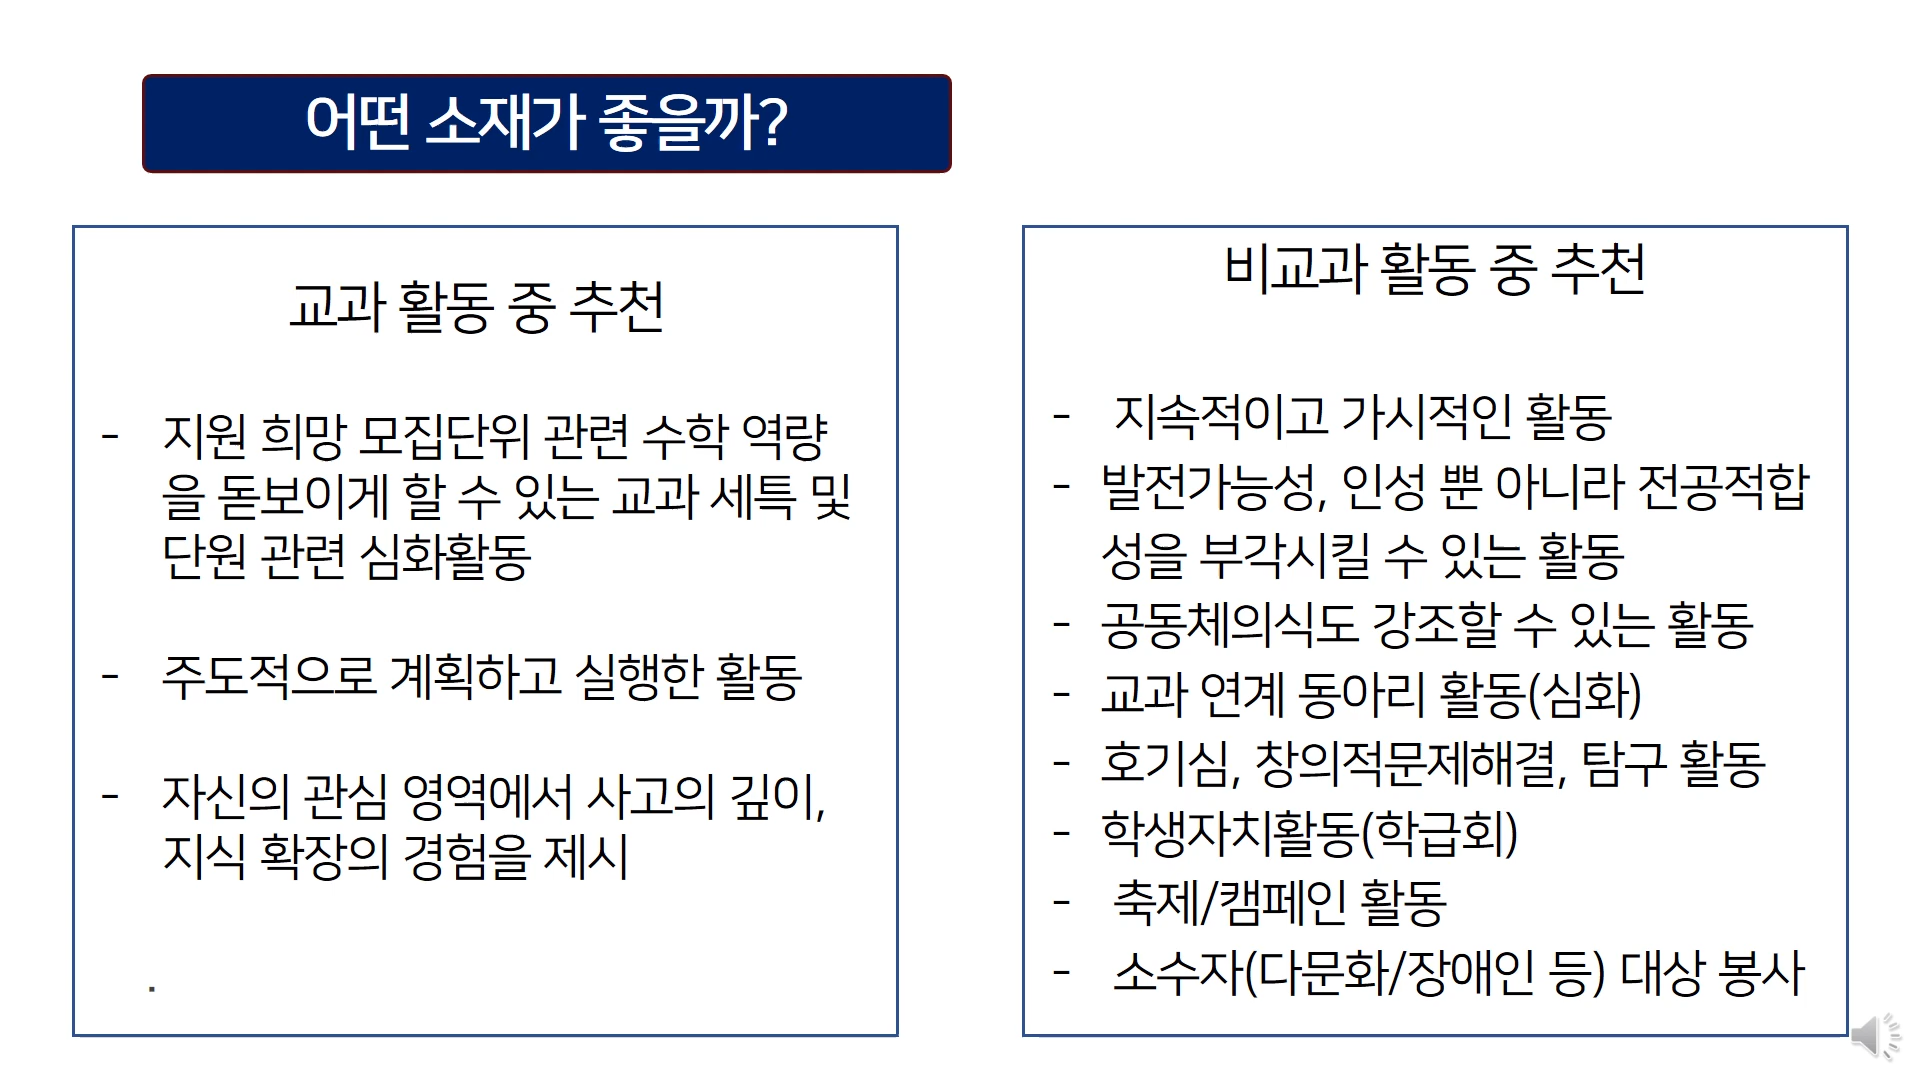 어떤 소재가 좋을까?
교과 활동 중 추천
- 지원 희망 모집단위 관련 수학 역량
을 돋보이게 할 수 있는 교과 세특 및
단원 관련 심화활동
- 주도적으로 계획하고 실행한 활동
- 자신의 관심 영역에서 사고의 깊이,
지식 확장의 경험을 제시
.
비교과 활동 중 추천
- 지속적이고 가시적인 활동
- 발전가능성, 인성 뿐 아니라 전공적합
성을 부각시킬 수 있는 활동
- 공동체의식도 강조할 수 있는 활동
- 교과 연계 동아리 활동(심화)
- 호기심, 창의적문제해결, 탐구 활동
- 학생자치활동(학급회)
- 축제/캠페인 활동
- 소수자(다문화/장애인 등) 대상 봉사